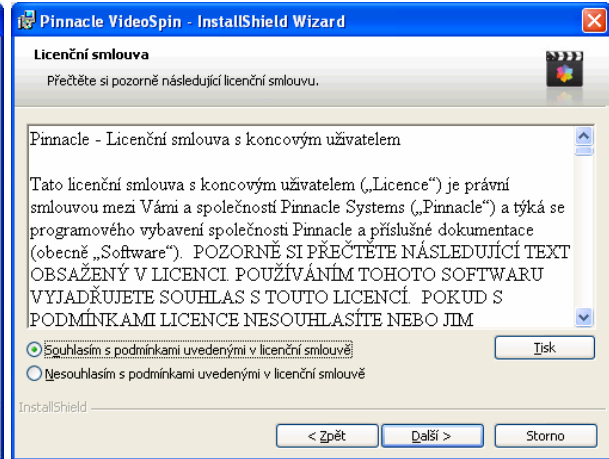 Pinnacle VideoSpin - InstallShield Wizard
Licenční smlouva
Přečtěte si pozorně následující licenční smlouvu.
Pinnacle - Licenční smlouva s koncovým uživatelem
Tato licenční smlouva s koncovým uživatelem („Licence“) je právní
smlouvou mezi Vámi a společností Pinnacle Systems („Pinnacle“) a týká se
programového vybavení společnosti Pinnacle a příslušné dokumentace
(obecně „Software“).  POZORNĚ SI PŘEČTĚTE NÁSLEDUJÍCÍ TEXT
OBSAŽENÝ V LICENCI. POUŽÍVÁNÍM TOHOTO SOFTWARU
VYJADŘUJETE SOUHLAS S TOUTO LICENCÍ.  POKUD S
PODMÍNKAMI LICENCE NESOUHLASÍTE NEBO JIM
Souhlasím s podmínkami uvedenými v licenční smlouvě
Tisk
Nesouhlasím s podmínkami uvedenými v licenční smlouvě
InstallShield
< Zpět
Další >
Storno